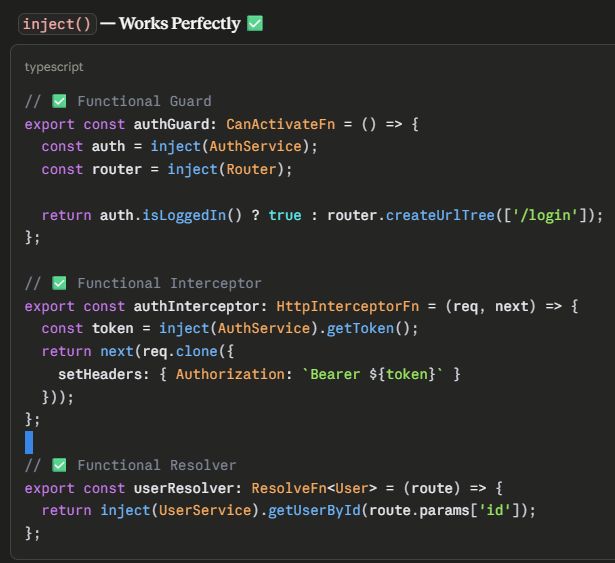 inject() — Works Perfectly ✅
typescript
// ✅ Functional Guard
export const authGuard: CanActivateFn = () => {
  const auth = inject(AuthService);
  const router = inject(Router);

  return auth.isLoggedIn() ? true : router.createUrlTree(['/login']);
};

// ✅ Functional Interceptor
export const authInterceptor: HttpInterceptorFn = (req, next) => {
  const token = inject(AuthService).getToken();
  return next(req.clone({
    setHeaders: { Authorization: `Bearer ${token}` }
  }));
};

// ✅ Functional Resolver
export const userResolver: ResolveFn<User> = (route) => {
  return inject(UserService).getUserById(route.params['id']);
};